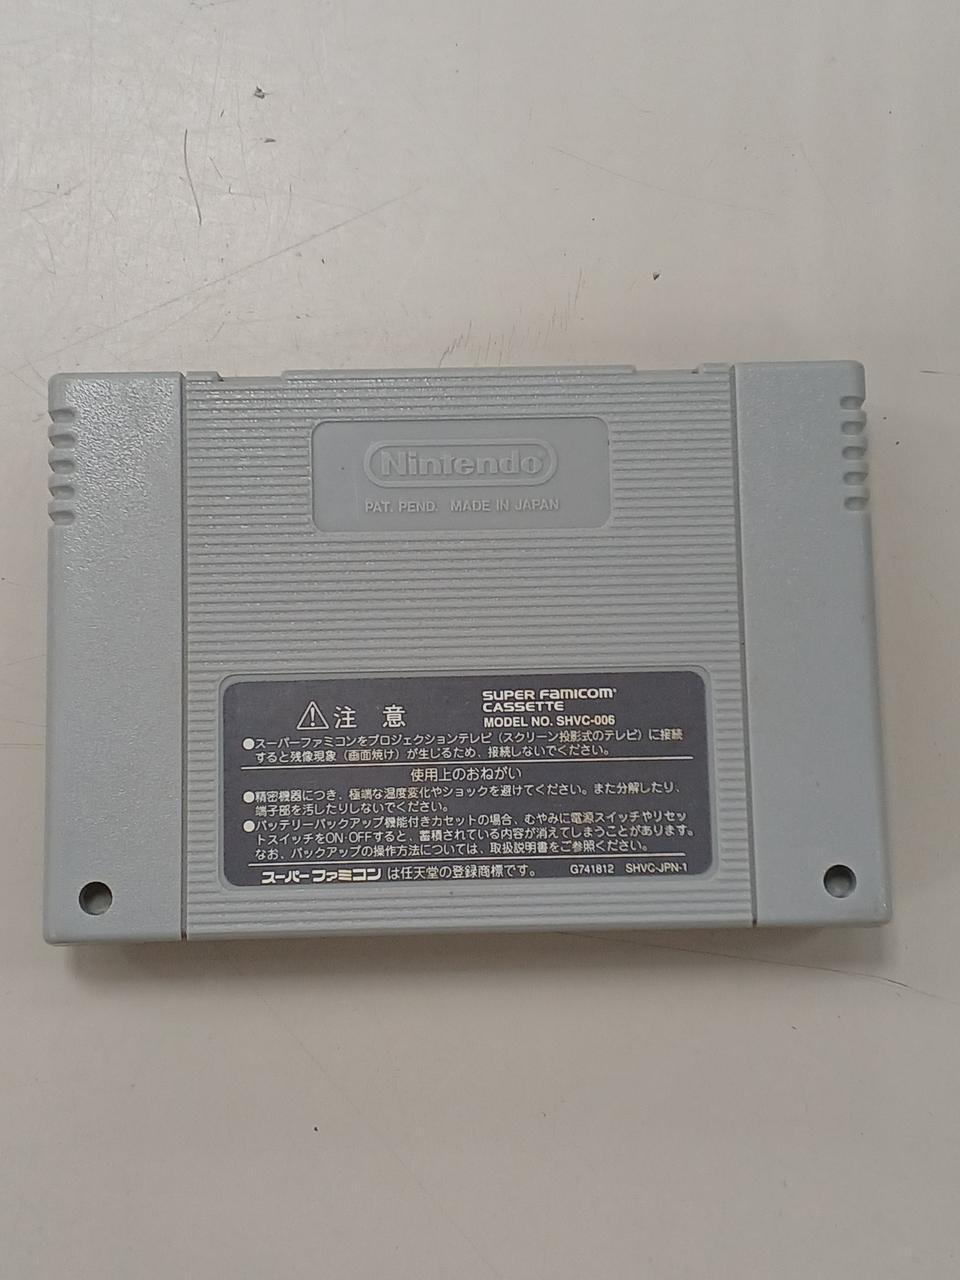 Nintendo
PAT. PEND. MADE IN JAPAN
注 意
SUPER FAMICOM
CASSETTE
MODEL NO. SHVC-006
●スーパーファミコンをプロジェクションテレビ(スクリーン投影式のテレビ)に接続
すると残像現象(画面焼け)が生じるため、接続しないでください。
使用上のおねがい
●精密機器につき、極端な温度変化やショックを避けてください。また分解したり、
端子部を汚したりしないでください。
●バッテリーバックアップ機能付きカセットの場合、むやみに電源スイッチやリセッ
トスイッチをON·OFFすると、蓄積されている内容が消えてしまうことがあります。
なお、バックアップの操作方法については、取扱説明書をご参照ください。
スーパーファミコン は任天堂の登録商標です。 G741812 SHVC-JPN-1